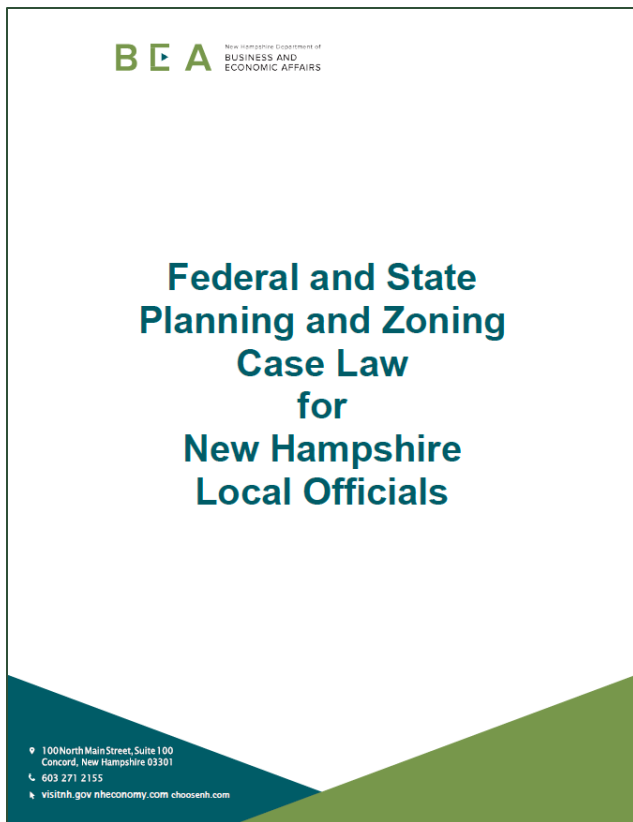 BEA
New Hampshire Department of
BUSINESS AND
ECONOMIC AFFAIRS
Federal and State
Planning and Zoning
Case Law
for
New Hampshire
Local Officials
100 North Main Street, Suite 100
Concord, New Hampshire 03301
603 271 2155
visitnh.gov nheconomy.com choosenh.com